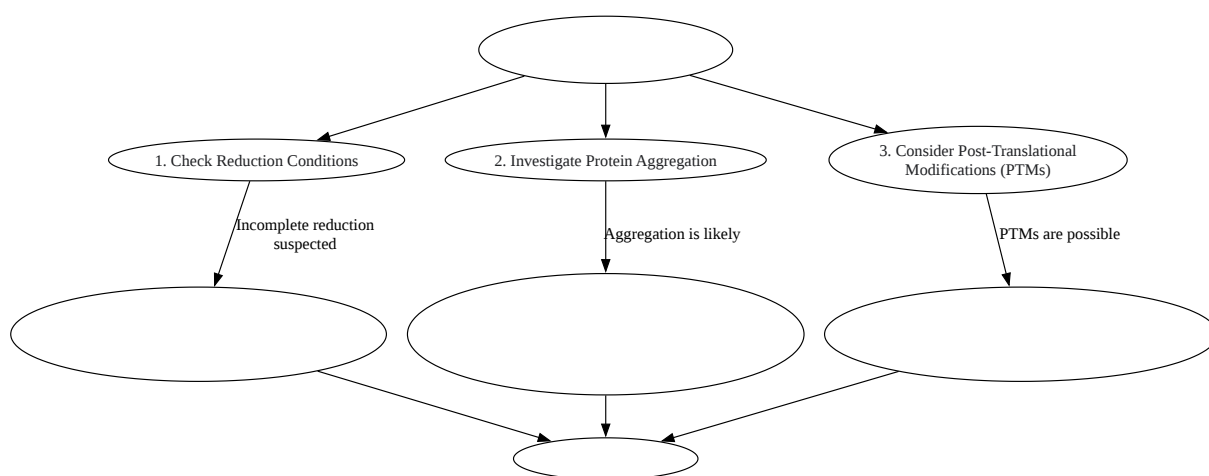 1. Check Reduction Conditions
2. Investigate Protein Aggregation
3. Consider Post-Translational
Modifications (PTMs)
Incomplete reduction
suspected
Aggregation is likely
PTMs are possible